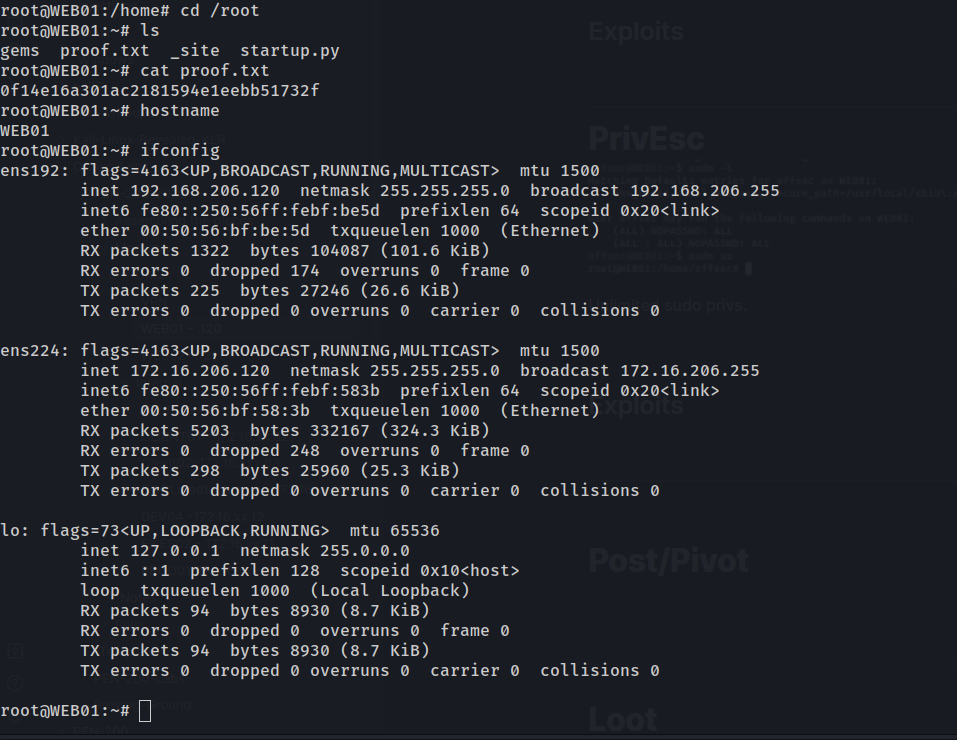 root@WEB01:/home# cd /root
root@WEB01:~# ls
gems  proof.txt  _site  startup.py
root@WEB01:~# cat proof.txt
0f14e16a301ac2181594e1eebb51732f
root@WEB01:~# hostname
WEB01
root@WEB01:~# ifconfig
ens192: flags=4163<UP,BROADCAST,RUNNING,MULTICAST>  mtu 1500
        inet 192.168.206.120  netmask 255.255.255.0  broadcast 192.168.206.255
        inet6 fe80::250:56ff:febf:be5d  prefixlen 64  scopeid 0x20<link>
        ether 00:50:56:bf:be:5d  txqueuelen 1000  (Ethernet)
        RX packets 1322  bytes 104087 (101.6 KiB)
        RX errors 0  dropped 174  overruns 0  frame 0
        TX packets 225  bytes 27246 (26.6 KiB)
        TX errors 0  dropped 0 overruns 0  carrier 0  collisions 0
ens224: flags=4163<UP,BROADCAST,RUNNING,MULTICAST>  mtu 1500
        inet 172.16.206.120  netmask 255.255.255.0  broadcast 172.16.206.255
        inet6 fe80::250:56ff:febf:583b  prefixlen 64  scopeid 0x20<link>
        ether 00:50:56:bf:58:3b  txqueuelen 1000  (Ethernet)
        RX packets 5203  bytes 332167 (324.3 KiB)
        RX errors 0  dropped 248  overruns 0  frame 0
        TX packets 298  bytes 25960 (25.3 KiB)
        TX errors 0  dropped 0 overruns 0  carrier 0  collisions 0
lo: flags=73<UP,LOOPBACK,RUNNING>  mtu 65536
        inet 127.0.0.1  netmask 255.0.0.0
        inet6 ::1  prefixlen 128  scopeid 0x10<host>
        loop  txqueuelen 1000  (Local Loopback)
        RX packets 94  bytes 8930 (8.7 KiB)
        RX errors 0  dropped 0  overruns 0  frame 0
        TX packets 94  bytes 8930 (8.7 KiB)
        TX errors 0  dropped 0 overruns 0  carrier 0  collisions 0
root@WEB01:~#
Exploits
PrivEsc
sudo privs.
Exploits
Post/Pivot
Loot